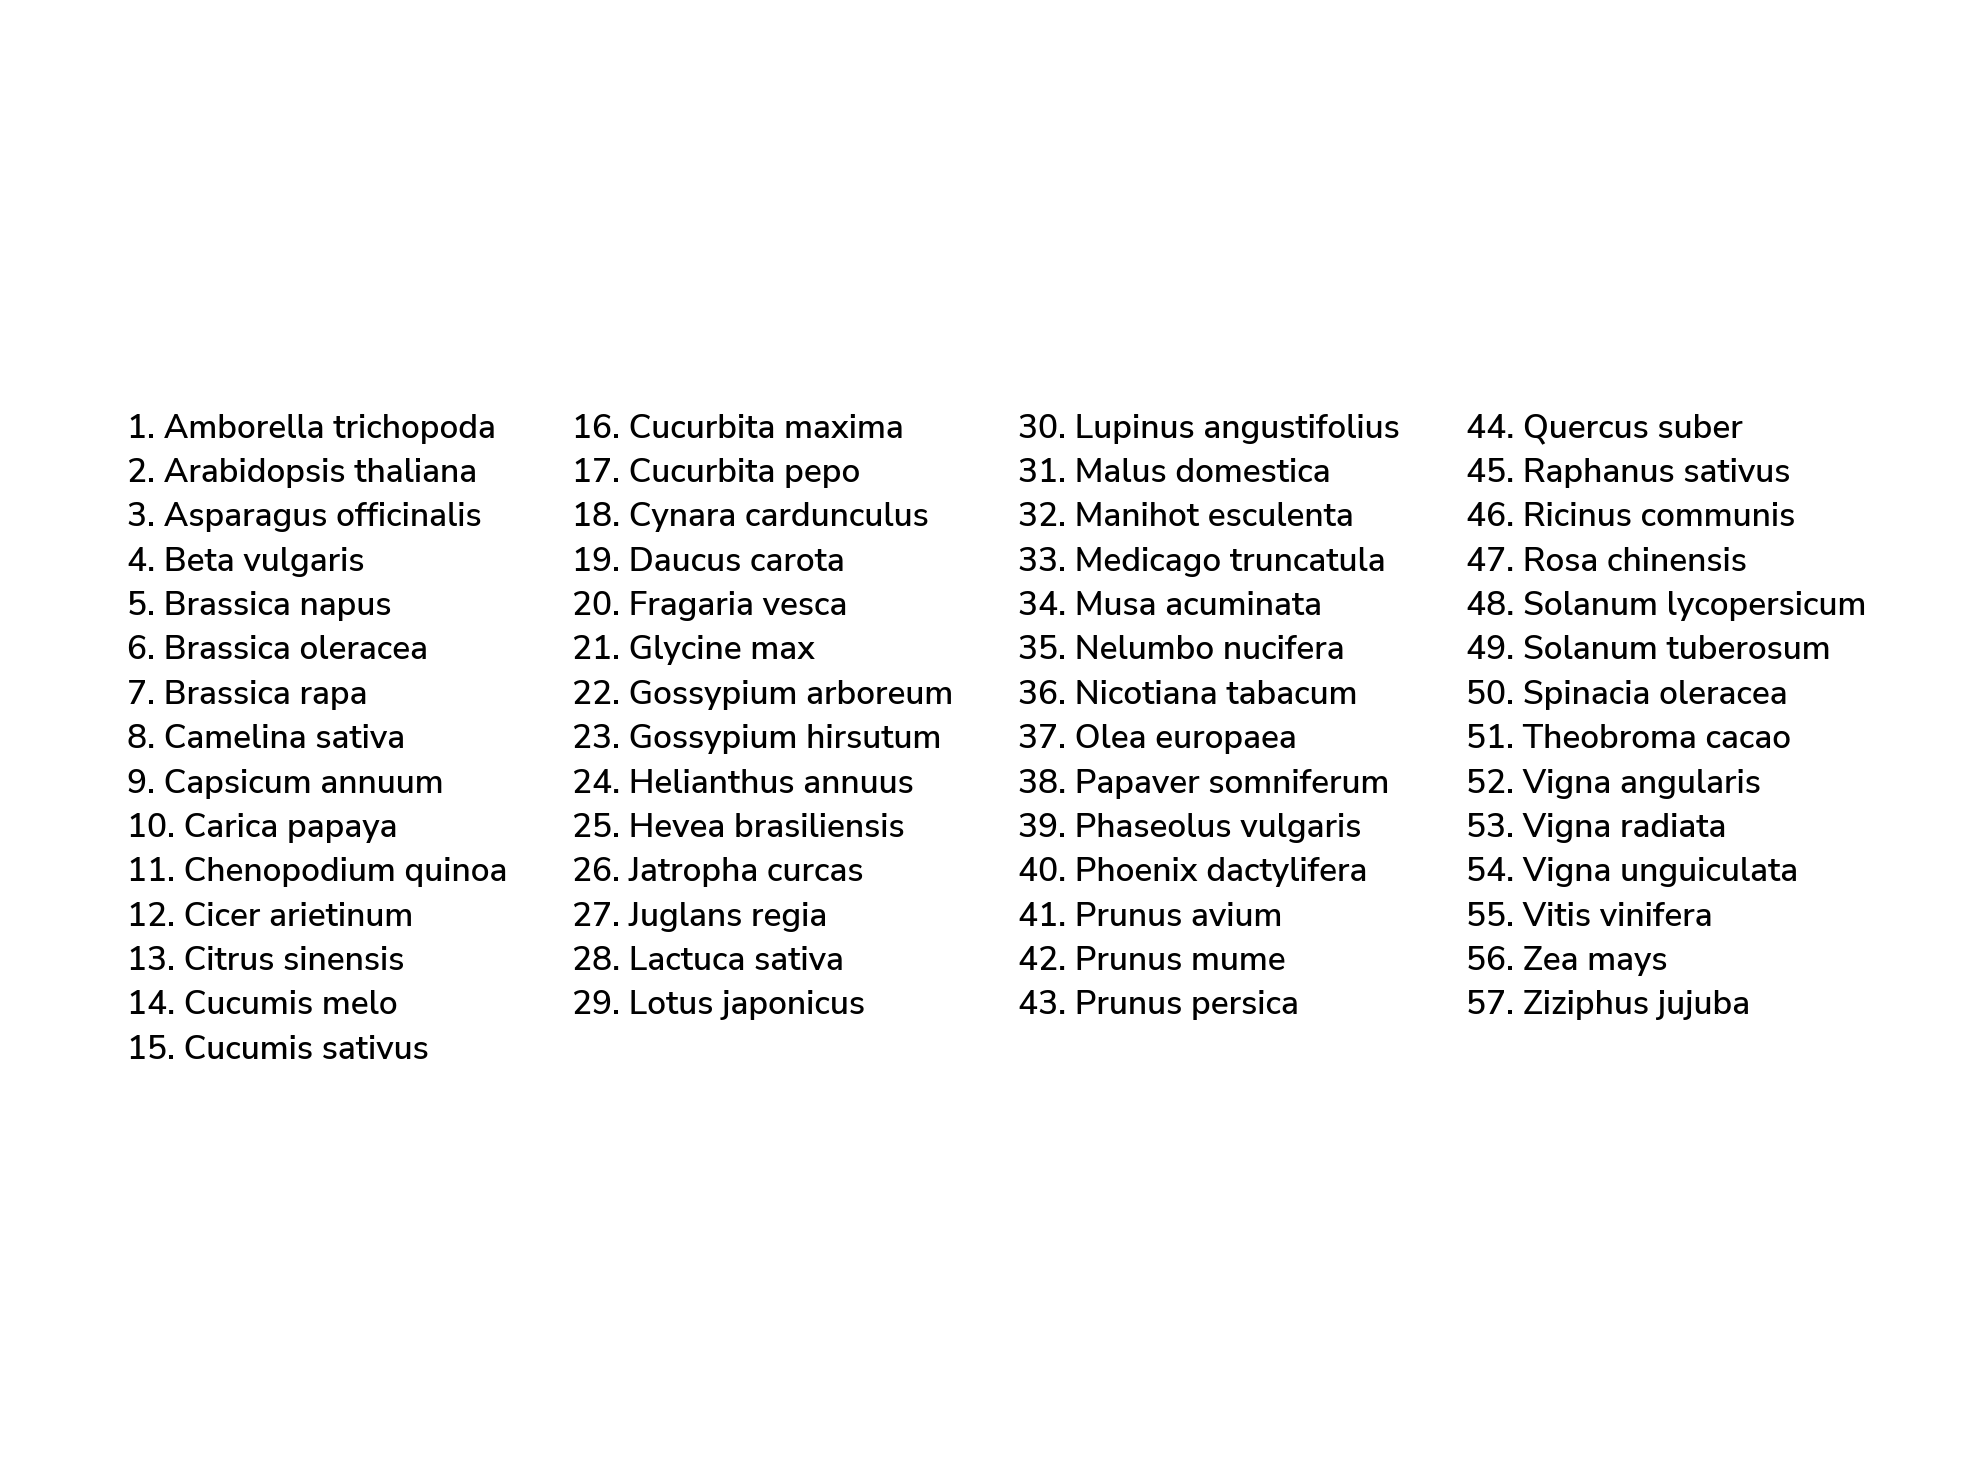 1. Amborella trichopoda
2. Arabidopsis thaliana
3. Asparagus officinalis
4. Beta vulgaris
5. Brassica napus
6. Brassica oleracea
7. Brassica rapa
8. Camelina sativa
9. Capsicum annuum
10. Carica papaya
11. Chenopodium quinoa
12. Cicer arietinum
13. Citrus sinensis
14. Cucumis melo
15. Cucumis sativus
16. Cucurbita maxima
17. Cucurbita pepo
18. Cynara cardunculus
19. Daucus carota
20. Fragaria vesca
21. Glycine max
22. Gossypium arboreum
23. Gossypium hirsutum
24. Helianthus annuus
25. Hevea brasiliensis
26. Jatropha curcas
27. Juglans regia
28. Lactuca sativa
29. Lotus japonicus
30. Lupinus angustifolius
31. Malus domestica
32. Manihot esculenta
33. Medicago truncatula
34. Musa acuminata
35. Nelumbo nucifera
36. Nicotiana tabacum
37. Olea europaea
38. Papaver somniferum
39. Phaseolus vulgaris
40. Phoenix dactylifera
41. Prunus avium
42. Prunus mume
43. Prunus persica
44. Quercus suber
45. Raphanus sativus
46. Ricinus communis
47. Rosa chinensis
48. Solanum lycopersicum
49. Solanum tuberosum
50. Spinacia oleracea
51. Theobroma cacao
52. Vigna angularis
53. Vigna radiata
54. Vigna unguiculata
55. Vitis vinifera
56. Zea mays
57. Ziziphus jujuba